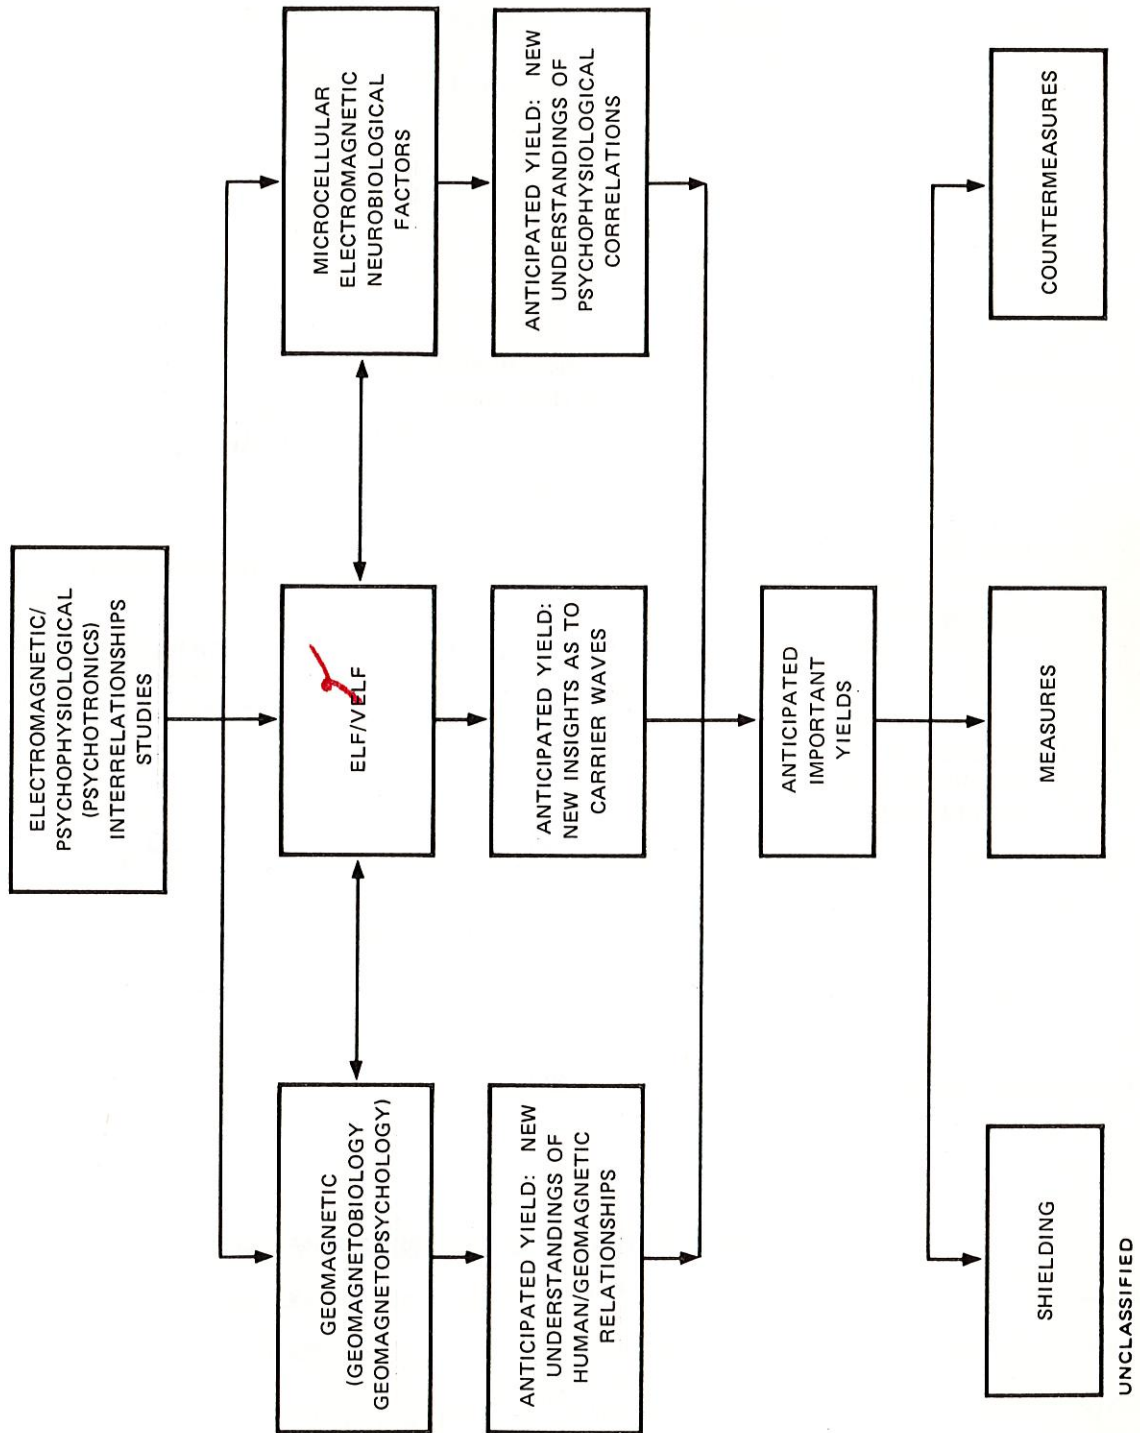 ELECTROMAGNETIC/
PSYCHOPHYSIOLOGICAL
(PSYCHOTRONICS)
INTERRELATIONSHIPS
STUDIES
GEOMAGNETIC
(GEOMAGNETOBIOLOGY
GEOMAGNETOPSYCHOLOGY)
ELF/VELF
MICROCELLULAR
ELECTROMAGNETIC
NEUROBIOLOGICAL
FACTORS
ANTICIPATED YIELD: NEW
UNDERSTANDINGS OF
HUMAN/GEOMAGNETIC
RELATIONSHIPS
ANTICIPATED YIELD:
NEW INSIGHTS AS TO
CARRIER WAVES
ANTICIPATED YIELD: NEW
UNDERSTANDINGS OF
PSYCHOPHYSIOLOGICAL
CORRELATIONS
ANTICIPATED
IMPORTANT
YIELDS
SHIELDING
MEASURES
COUNTERMEASURES
UNCLASSIFIED